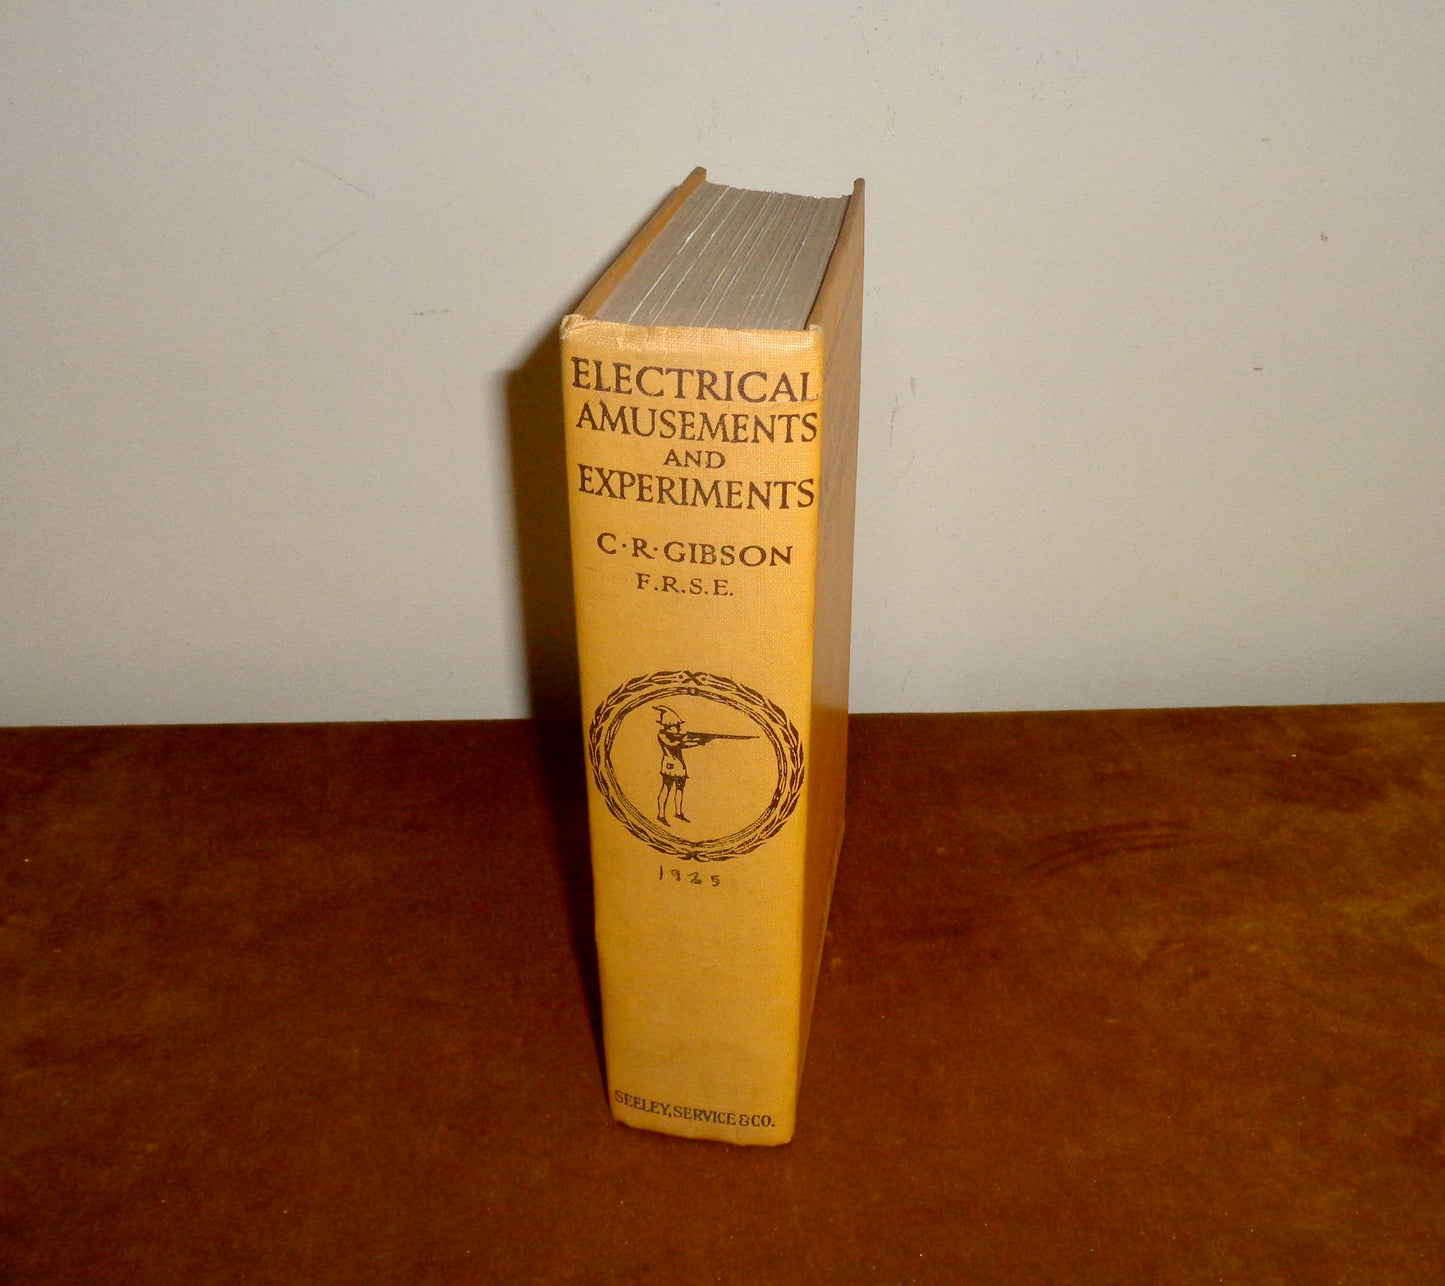 ELECTRICAL
AMUSEMENTS
AND
EXPERIMENTS
C·R·GIBSON
F.R.S.E.
1925
SEELEY, SERVICE & CO.